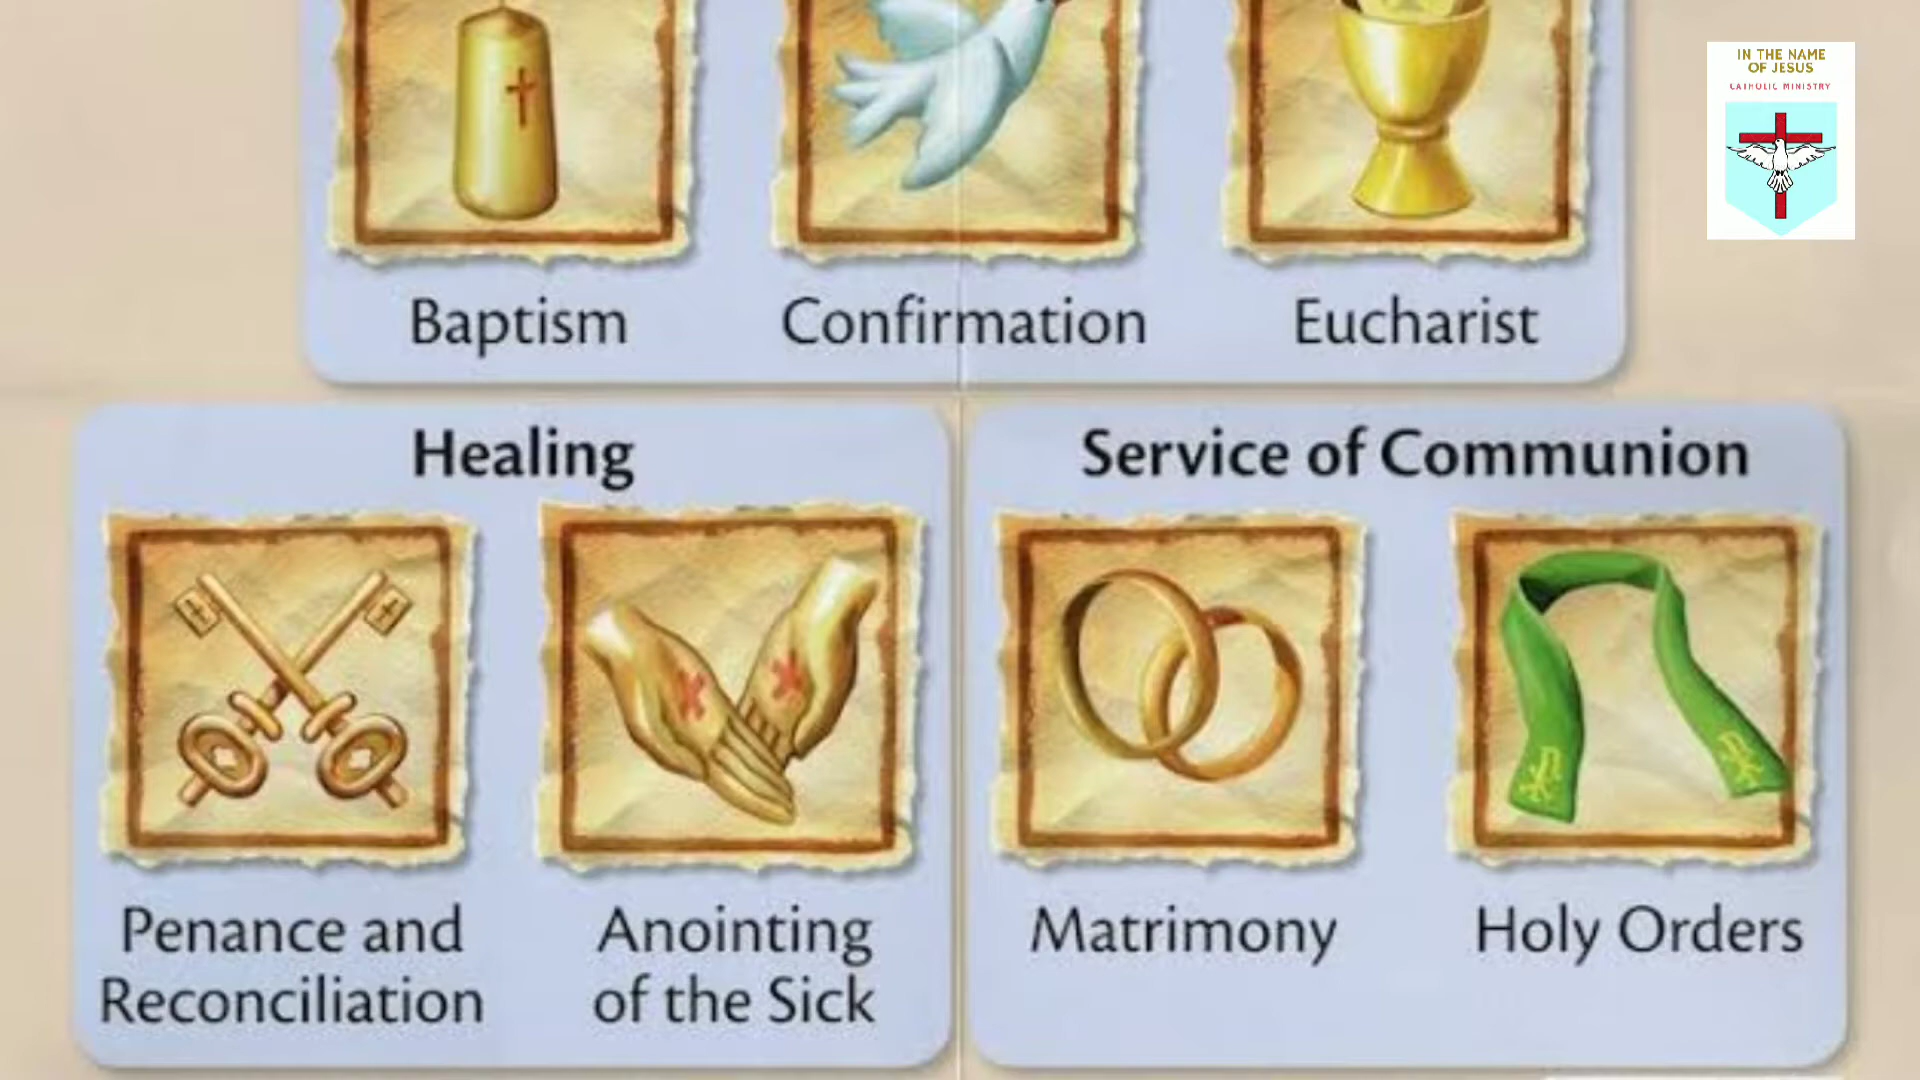 IN THE NAME
OF JESUS
CATHOLIC MINISTRY
Baptism
Confirmation
Eucharist
Healing
Penance and
Reconciliation
Anointing
of the Sick
Service of Communion
Matrimony
Holy Orders